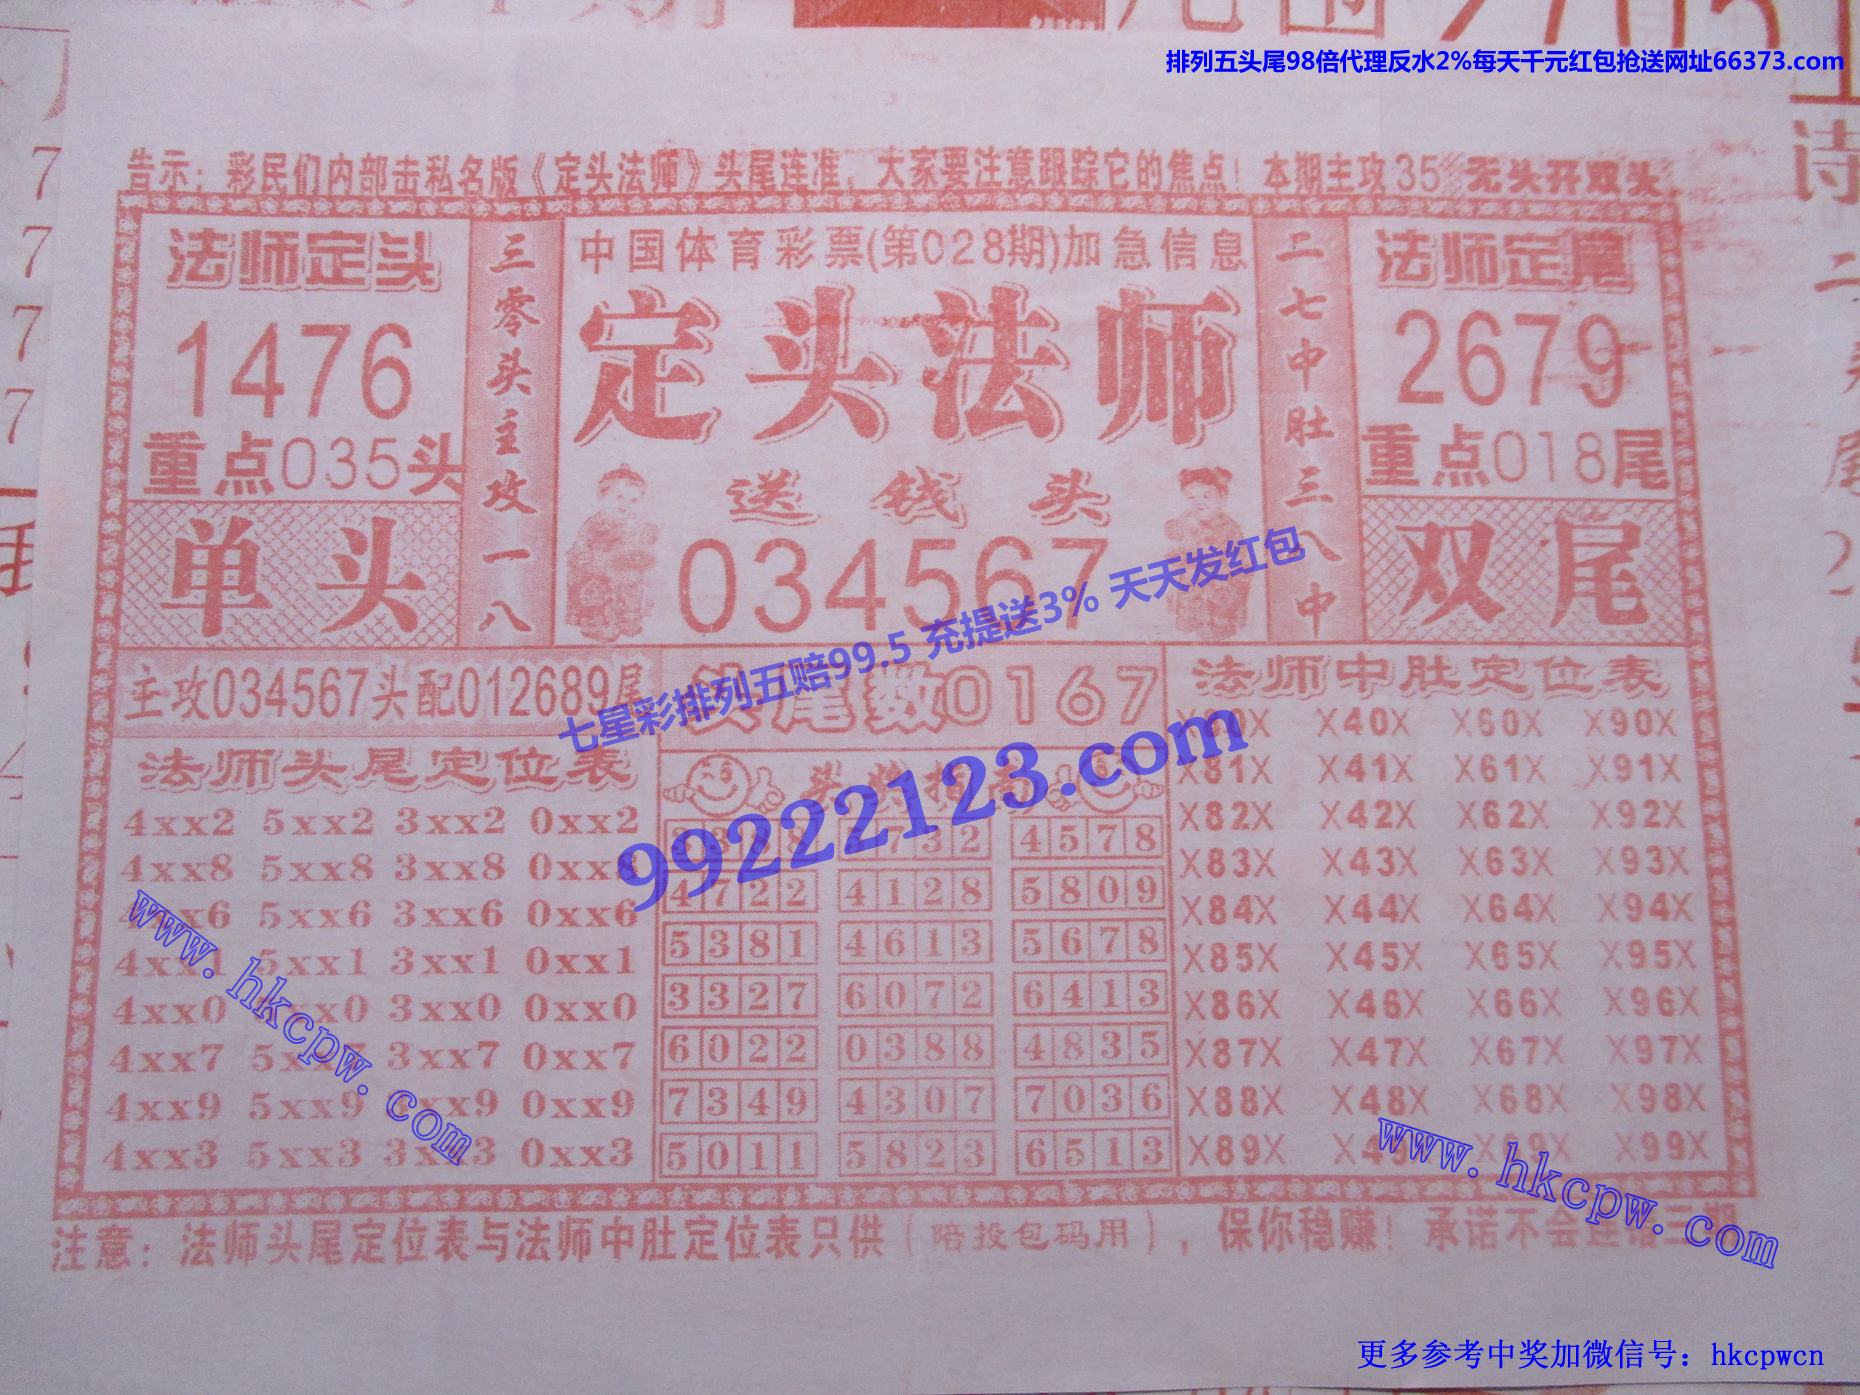 排列五头尾98倍代理反水2%每天千元红包抢送网址66373.com
告示：彩民们内部击私名版《定头法师》头尾连准，大家要注意跟踪它的焦点！本期主攻35 无头开双头
法师定头
1476
重点035头
单头
三零头主攻一八
中国体育彩票(第028期)加急信息
定头法师
送钱头
034567
二七中肚三八中
法师定尾
2679
重点018尾
双尾
主攻034567头配012689尾
法师头尾定位表
4xx2 5xx2 3xx2 0xx2
4xx8 5xx8 3xx8 0xx8
4xx6 5xx6 3xx6 0xx6
4xx1 5xx1 3xx1 0xx1
4xx0 5xx0 3xx0 0xx0
4xx7 5xx7 3xx7 0xx7
4xx9 5xx9 3xx9 0xx9
4xx3 5xx3 3xx3 0xx3
尾数0167
4578
4722 4128 5809
5381 4613 5678
3327 6072 6413
6022 0388 4835
7349 4307 7036
5011 5823 6513
法师中肚定位表
X80X X40X X60X X90X
X81X X41X X61X X91X
X82X X42X X62X X92X
X83X X43X X63X X93X
X84X X44X X64X X94X
X85X X45X X65X X95X
X86X X46X X66X X96X
X87X X47X X67X X97X
X88X X48X X68X X98X
X89X X49X X69X X99X
七星彩排列五赔99.5 充提送3% 天天发红包
99222123.com
www.hkcpw.com
www.hkcpw.com
注意：法师头尾定位表与法师中肚定位表只供（陪投包码用），保你稳赚！承诺不会连错三期
更多参考中奖加微信号：hkcpwcn